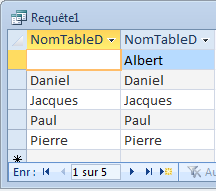 Requête1
NomTableD NomTableD
Albert
Daniel Daniel
Jacques Jacques
Paul Paul
Pierre Pierre
Enr : 1 sur 5